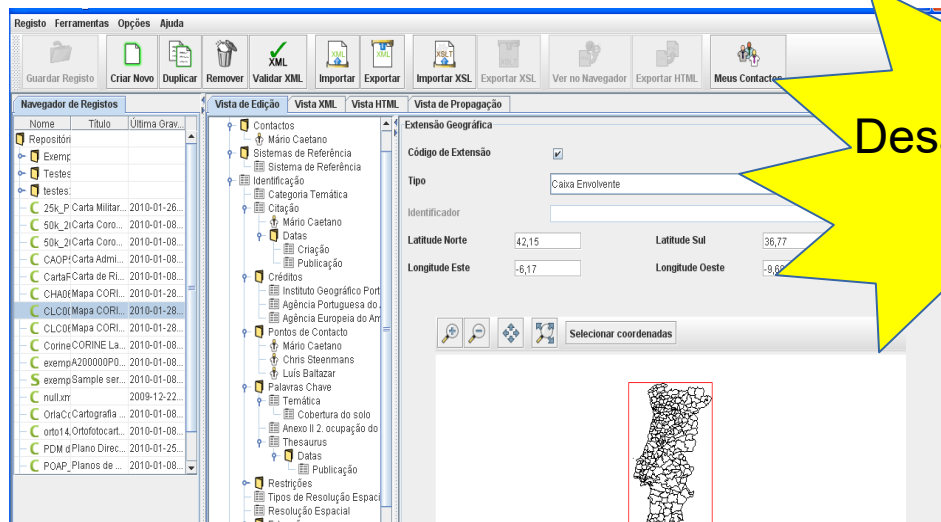 Registo Ferramentas Opções Ajuda
Guardar Registo Criar Novo Duplicar Remover Validar XML Importar Exportar Importar XSL Exportar XSL Ver no Navegador Exportar HTML Meus Contactos
Navegador de Registos
Nome Título Última Grav...
Repositóri
Exemp
Testes
testes:
25k_P Carta Militar... 2010-01-26...
50k_2( Carta Coro... 2010-01-08...
50k_2( Carta Coro... 2010-01-08...
CAOP! Carta Admi... 2010-01-08...
CartaF Carta de Ri... 2010-01-08...
CHA0( Mapa CORI... 2010-01-28...
CLC0( Mapa CORI... 2010-01-28...
CLC0( Mapa CORI... 2010-01-28...
Corine CORINE La... 2010-01-08...
exemp A200000P0... 2010-01-08...
exemp Sample ser... 2010-01-08...
null.xm 2009-12-22...
OrlaCc Cartografia ... 2010-01-08...
orto14, Ortofotocart... 2010-01-08...
PDM d Plano Direc... 2010-01-25...
POAP_ Planos de ... 2010-01-08...
Vista de Edição Vista XML Vista HTML Vista de Propagação
Contactos
Mário Caetano
Sistemas de Referência
Sistema de Referência
Identificação
Categoria Temática
Citação
Mário Caetano
Datas
Criação
Publicação
Créditos
Instituto Geográfico Port
Agência Portuguesa do
Agência Europeia do Am
Pontos de Contacto
Mário Caetano
Chris Steenmans
Luís Baltazar
Palavras Chave
Temática
Cobertura do solo
Anexo II 2. ocupação do
Thesaurus
Datas
Publicação
Restrições
Tipos de Resolução Espaci
Resolução Espacial
Extensão Geográfica
Código de Extensão
Tipo Caixa Envolvente
Identificador
Latitude Norte 42,15 Latitude Sul 36,77
Longitude Este -6,17 Longitude Oeste
Selecionar coordenadas
Des